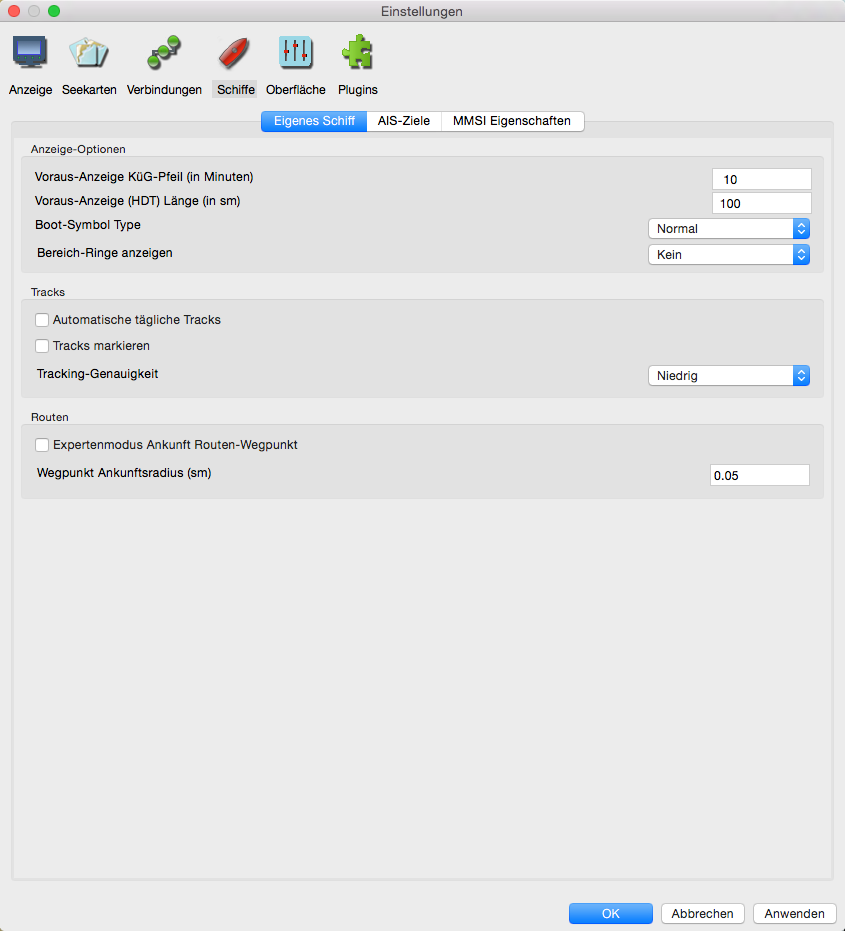 Einstellungen
Anzeige Seekarten Verbindungen Schiffe Oberfläche Plugins
Eigenes Schiff AIS-Ziele MMSI Eigenschaften
Anzeige-Optionen
Voraus-Anzeige KüG-Pfeil (in Minuten) 10
Voraus-Anzeige (HDT) Länge (in sm) 100
Boot-Symbol Type Normal
Bereich-Ringe anzeigen Kein
Tracks
Automatische tägliche Tracks
Tracks markieren
Tracking-Genauigkeit Niedrig
Routen
Expertenmodus Ankunft Routen-Wegpunkt
Wegpunkt Ankunftsradius (sm) 0.05
OK Abbrechen Anwenden